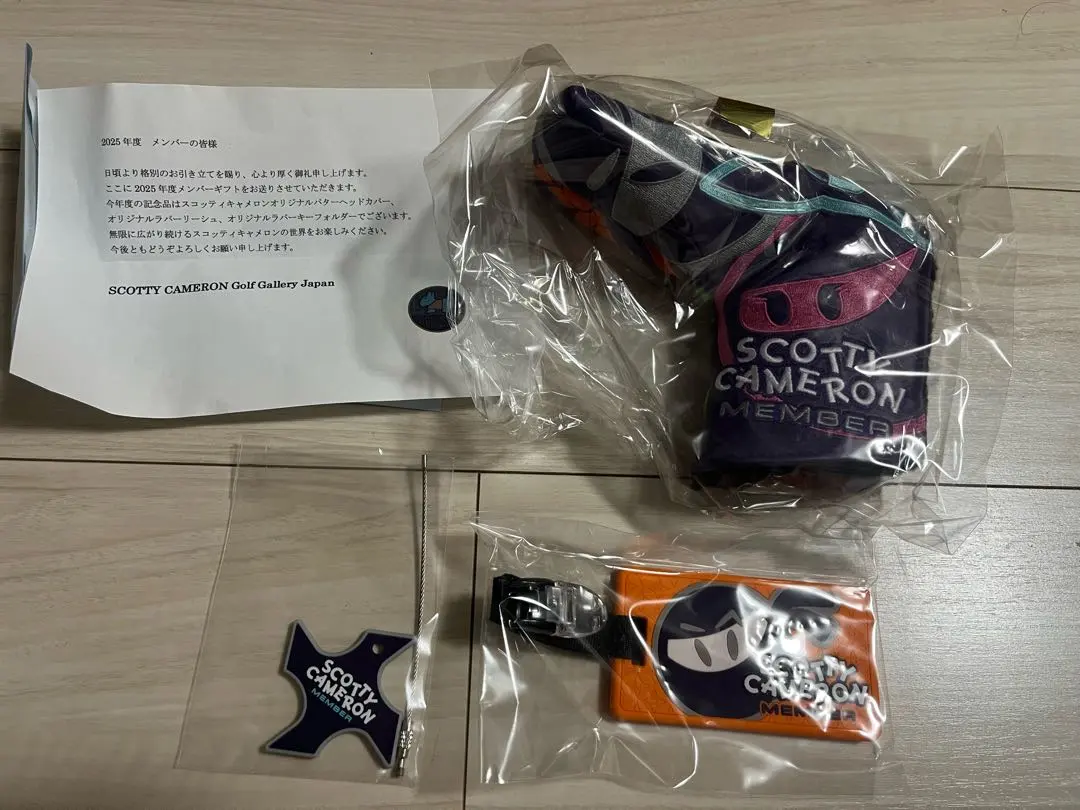 2025 年度　メンバーの皆様
日頃より格別のお引き立てを賜り、心より厚く御礼申し上げます。
ここに 2025 年度メンバーギフトをお送りさせていただきます。
今年度の記念品はスコッティキャメロンオリジナルパターヘッドカバー、
オリジナルラバーリーシュ、オリジナルラバーキーフォルダーでございます。
無限に広がり続けるスコッティキャメロンの世界をお楽しみください。
今後ともどうぞよろしくお願い申し上げます。
SCOTTY CAMERON Golf Gallery Japan
SCOTTY
CAMERON
MEMBER
SCOTTY
CAMERON
MEMBER
SCOTTY
CAMERON
MEMBER